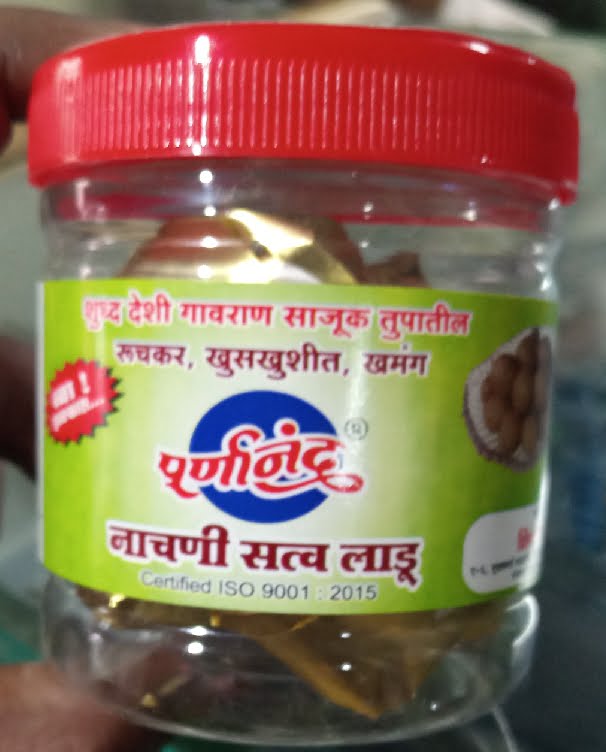 शुध्द देशी गावराण साजूक तुपातील
रूचकर, खुसखुशीत, खमंग
पूर्णानंद
नाचणी सत्व लाडू
Certified ISO 9001 : 2015